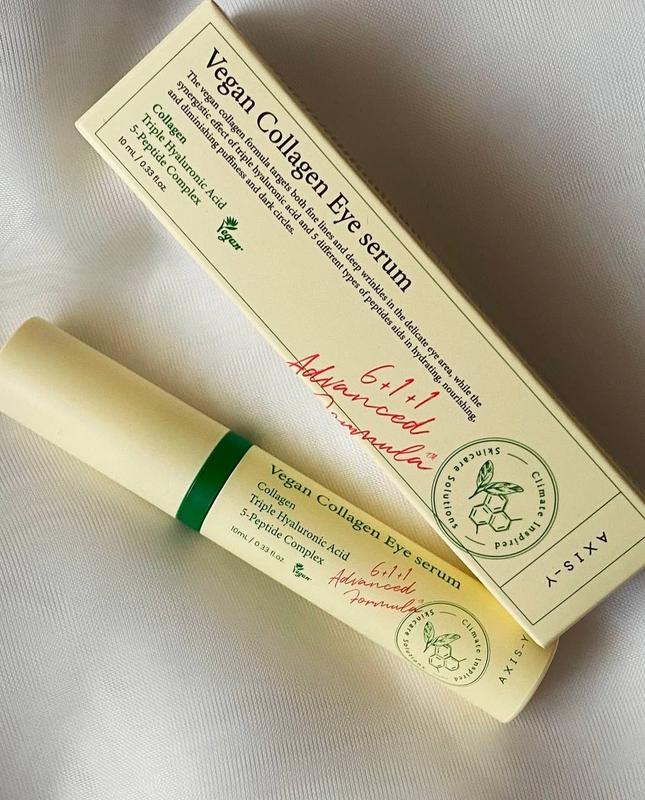 Vegan Collagen Eye serum
The vegan collagen formula targets both fine lines and deep wrinkles in the delicate eye area, while the
synergistic effect of triple hyaluronic acid and 5 different types of peptides aids in hydrating, nourishing,
and diminishing puffiness and dark circles.
Collagen
Triple Hyaluronic Acid
5-Peptide Complex
10 mL / 0.33 fl.oz.
Vegan
6+1+1
Advanced
Formula™
Climate Inspired
Skincare Solutions
AXIS-Y
Vegan Collagen Eye serum
Collagen
Triple Hyaluronic Acid
5-Peptide Complex
10mL / 0.33 fl.oz.
Vegan
6+1+1
Advanced
Formula™
Climate Inspired
Skincare Solutions
AXIS-Y